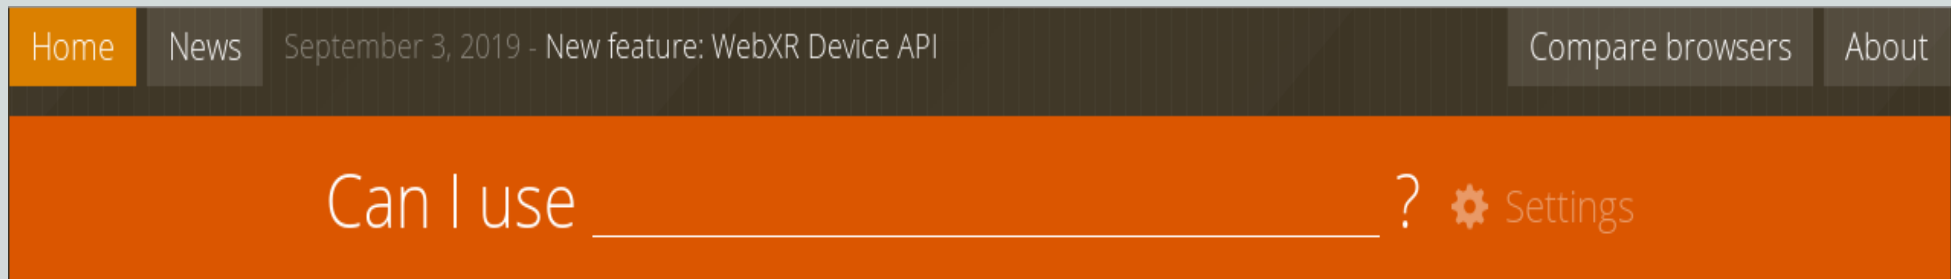 Home News September 3, 2019 - New feature: WebXR Device API Compare browsers About
Can I use ? Settings